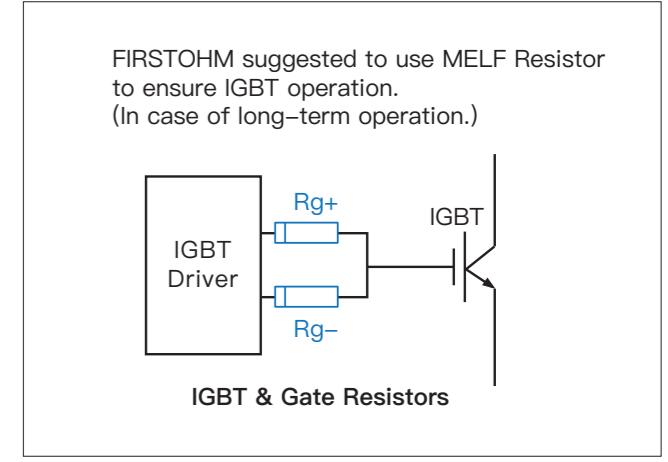 FIRSTOHM suggested to use MELF Resistor
to ensure IGBT operation.
(In case of long–term operation.)
Rg+
IGBT
IGBT
Driver
Rg–
IGBT & Gate Resistors